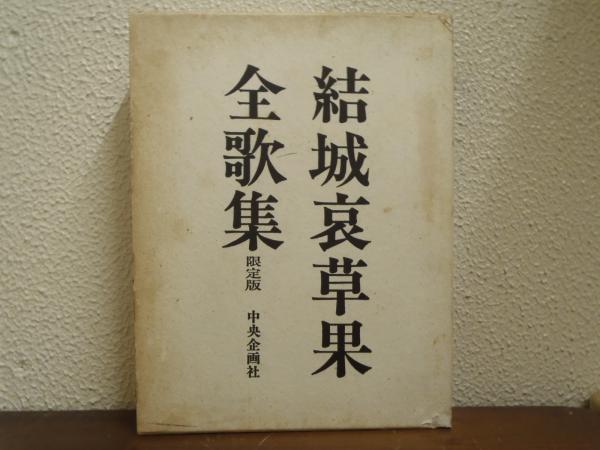 結城哀草果
全歌集
限定版
中央企画社